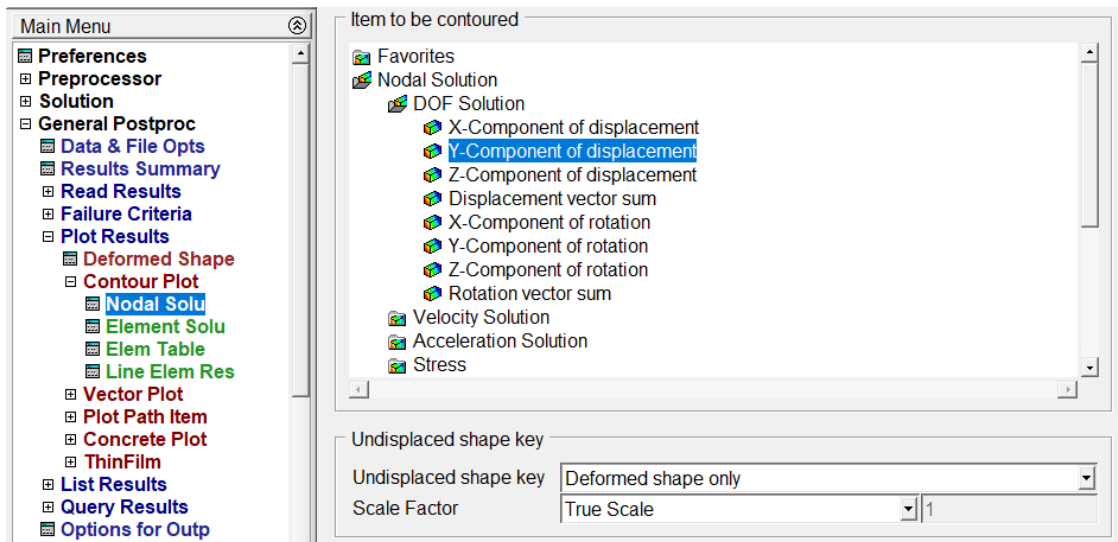 Main Menu
Preferences
Preprocessor
Solution
General Postproc
Data & File Opts
Results Summary
Read Results
Failure Criteria
Plot Results
Deformed Shape
Contour Plot
Nodal Solu
Element Solu
Elem Table
Line Elem Res
Vector Plot
Plot Path Item
Concrete Plot
ThinFilm
List Results
Query Results
Options for Outp
Item to be contoured
Favorites
Nodal Solution
DOF Solution
X-Component of displacement
Y-Component of displacement
Z-Component of displacement
Displacement vector sum
X-Component of rotation
Y-Component of rotation
Z-Component of rotation
Rotation vector sum
Velocity Solution
Acceleration Solution
Stress
Undisplaced shape key
Undisplaced shape key Deformed shape only
Scale Factor True Scale 1